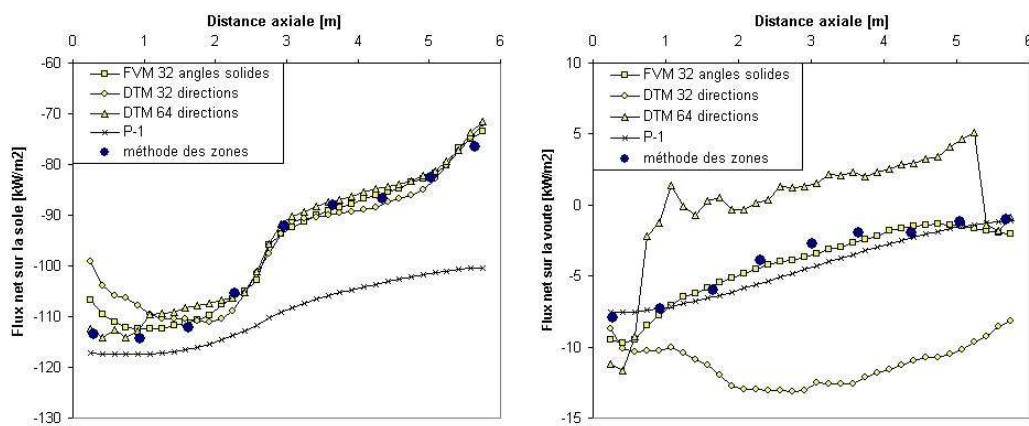 Distance axiale [m]
0 1 2 3 4 5 6
-60
-70
-80
-90
-100
-110
-120
-130
Flux net sur la sole [kW/m2]
FVM 32 angles solides
DTM 32 directions
DTM 64 directions
P-1
méthode des zones
Distance axiale [m]
0 1 2 3 4 5 6
10
5
0
-5
-10
-15
Flux net sur la voute [kW/m2]
FVM 32 angles solides
DTM 32 directions
DTM 64 directions
P-1
méthode des zones